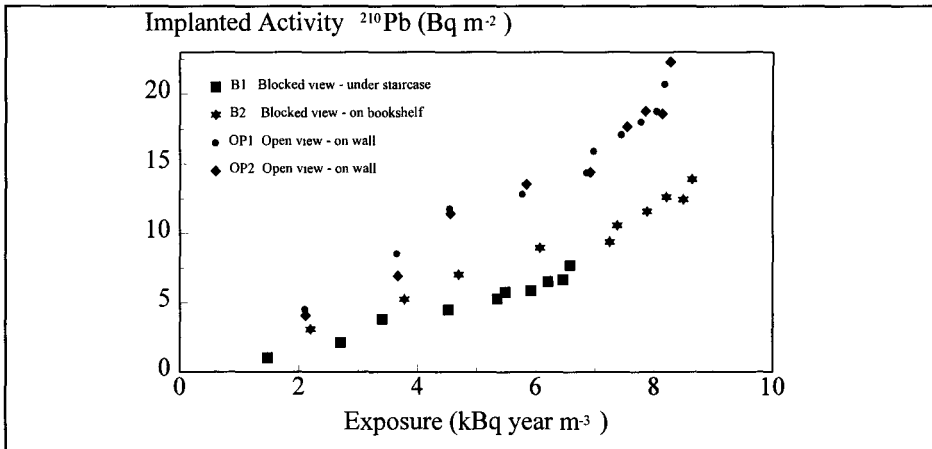 Implanted Activity ²¹⁰Pb (Bq m⁻²)
20
15
10
5
0
B1 Blocked view - under staircase
B2 Blocked view - on bookshelf
OP1 Open view - on wall
OP2 Open view - on wall
0 2 4 6 8 10
Exposure (kBq year m⁻³)